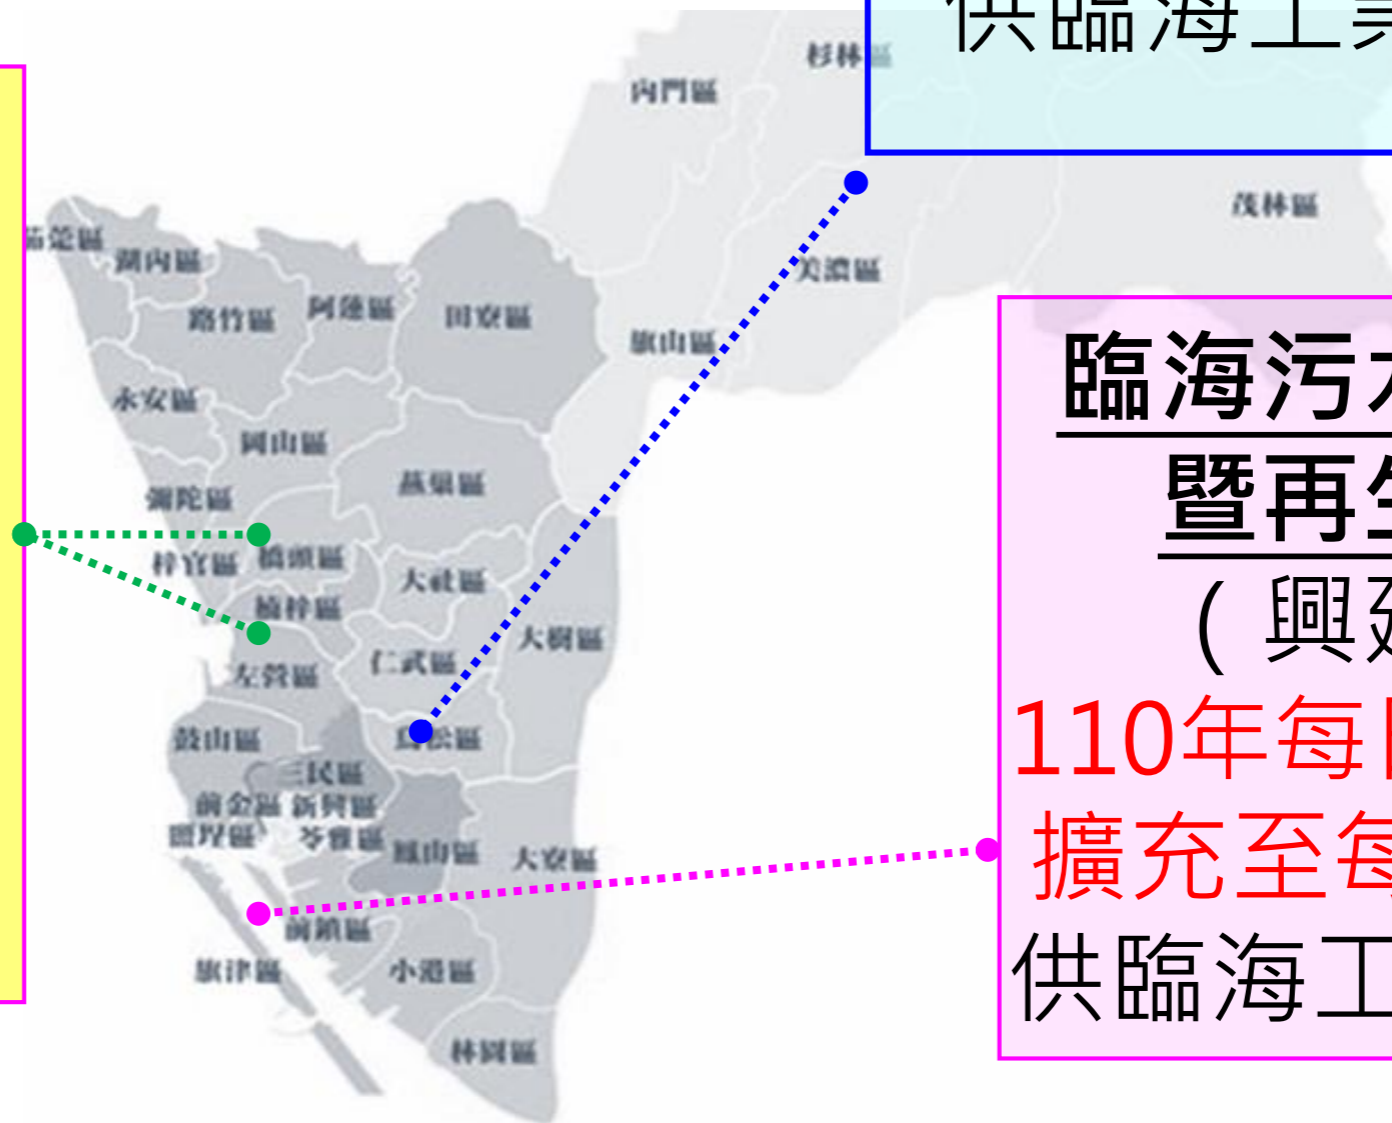 供臨海工業
杉林區
內門區
茂林區
茄萣區
湖內區
美濃區
路竹區
阿蓮區
田寮區
旗山區
永安區
岡山區
燕巢區
彌陀區
梓官區
橋頭區
大社區
楠梓區
大樹區
仁武區
左營區
鼓山區
鳥松區
三民區
前金區
新興區
鹽埕區
苓雅區
鳳山區
大寮區
前鎮區
旗津區
小港區
林園區
臨海污水
暨再生
(興建
110年每日
擴充至每
供臨海工